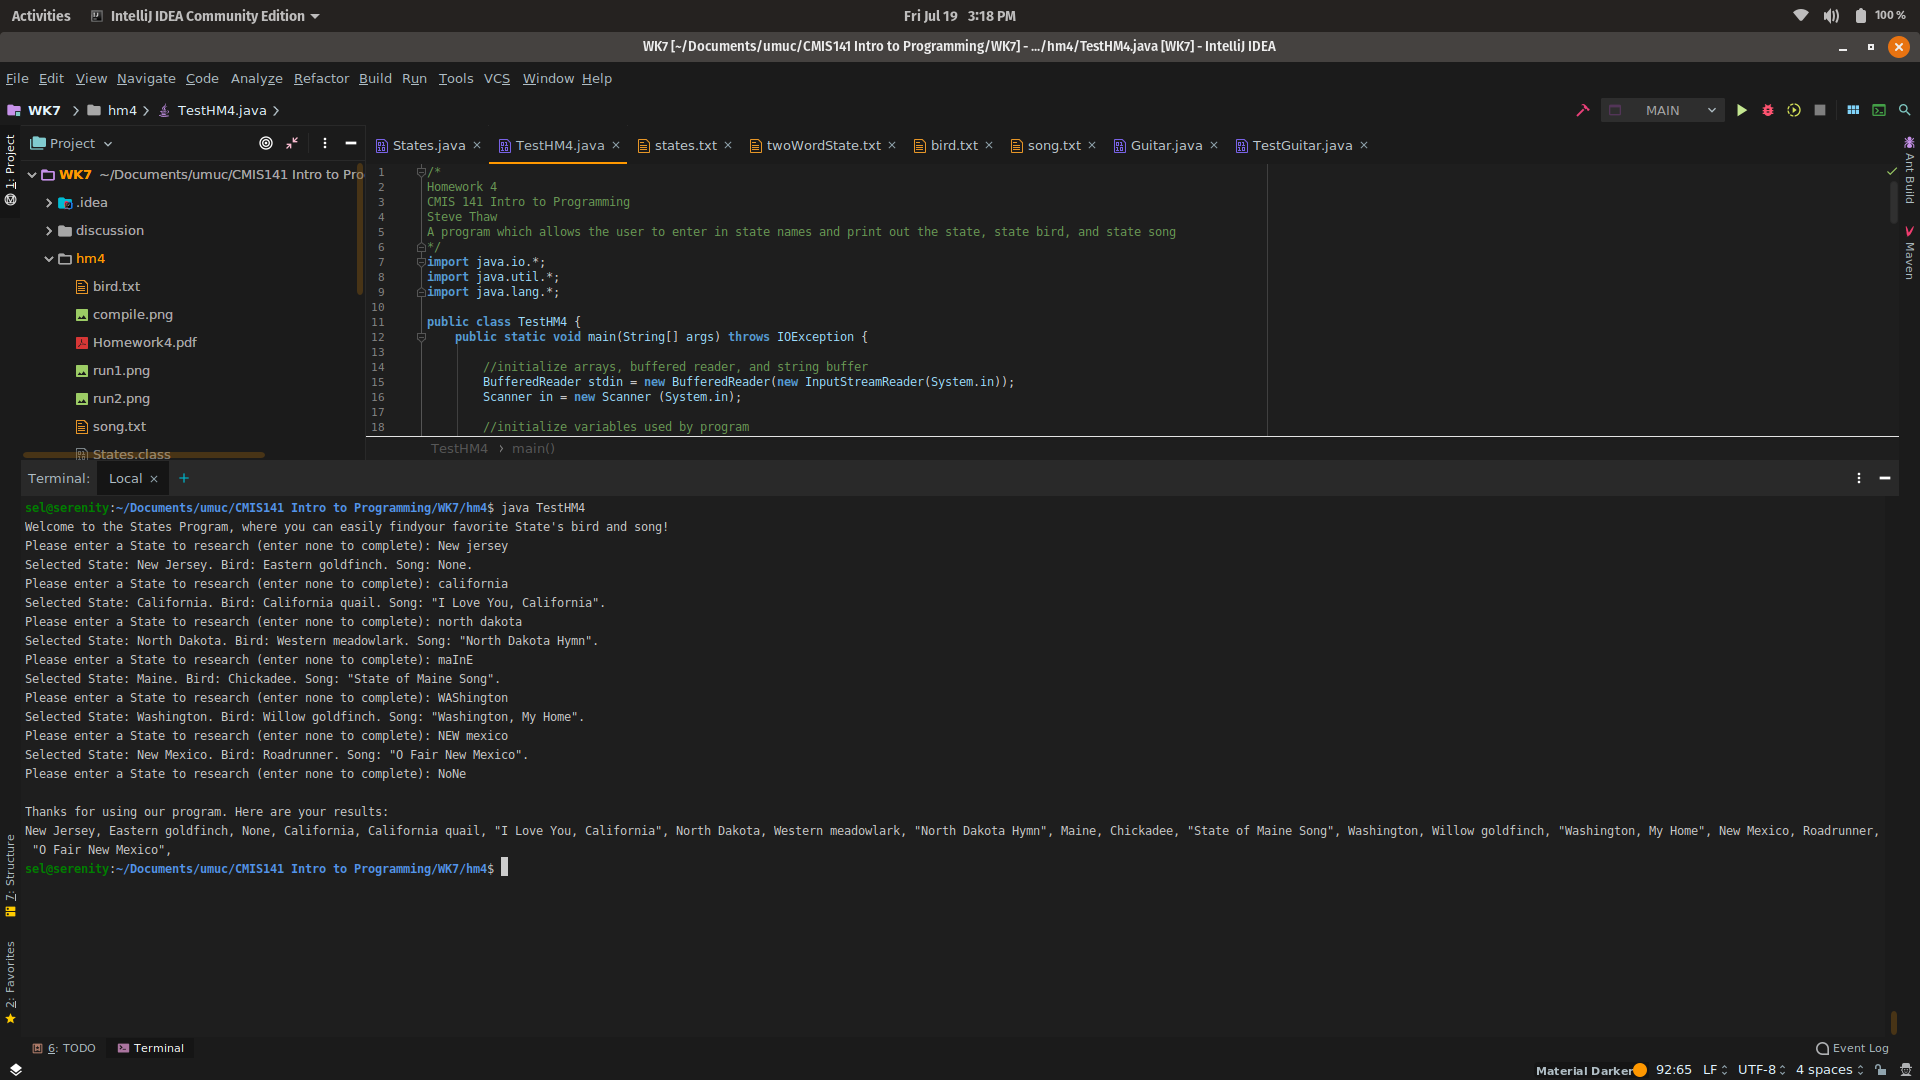 Activities IntelliJ IDEA Community Edition Fri Jul 19 3:18 PM 100 %
WK7 [~/Documents/umuc/CMIS141 Intro to Programming/WK7] - .../hm4/TestHM4.java [WK7] - IntelliJ IDEA
File Edit View Navigate Code Analyze Refactor Build Run Tools VCS Window Help
WK7 hm4 TestHM4.java MAIN
Project States.java TestHM4.java states.txt twoWordState.txt bird.txt song.txt Guitar.java TestGuitar.java
WK7 ~/Documents/umuc/CMIS141 Intro to Pro
.idea
discussion
hm4
bird.txt
compile.png
Homework4.pdf
run1.png
run2.png
song.txt
States.class
1 /*
2 Homework 4
3 CMIS 141 Intro to Programming
4 Steve Thaw
5 A program which allows the user to enter in state names and print out the state, state bird, and state song
6 */
7 import java.io.*;
8 import java.util.*;
9 import java.lang.*;
10
11 public class TestHM4 {
12 public static void main(String[] args) throws IOException {
13
14 //initialize arrays, buffered reader, and string buffer
15 BufferedReader stdin = new BufferedReader(new InputStreamReader(System.in));
16 Scanner in = new Scanner (System.in);
17
18 //initialize variables used by program
TestHM4 main()
1: Project
Ant Build
Maven
Terminal: Local +
sel@serenity:~/Documents/umuc/CMIS141 Intro to Programming/WK7/hm4$ java TestHM4
Welcome to the States Program, where you can easily findyour favorite State's bird and song!
Please enter a State to research (enter none to complete): New jersey
Selected State: New Jersey. Bird: Eastern goldfinch. Song: None.
Please enter a State to research (enter none to complete): california
Selected State: California. Bird: California quail. Song: "I Love You, California".
Please enter a State to research (enter none to complete): north dakota
Selected State: North Dakota. Bird: Western meadowlark. Song: "North Dakota Hymn".
Please enter a State to research (enter none to complete): maInE
Selected State: Maine. Bird: Chickadee. Song: "State of Maine Song".
Please enter a State to research (enter none to complete): WAShington
Selected State: Washington. Bird: Willow goldfinch. Song: "Washington, My Home".
Please enter a State to research (enter none to complete): NEW mexico
Selected State: New Mexico. Bird: Roadrunner. Song: "O Fair New Mexico".
Please enter a State to research (enter none to complete): NoNe
Thanks for using our program. Here are your results:
New Jersey, Eastern goldfinch, None, California, California quail, "I Love You, California", North Dakota, Western meadowlark, "North Dakota Hymn", Maine, Chickadee, "State of Maine Song", Washington, Willow goldfinch, "Washington, My Home", New Mexico, Roadrunner,
"O Fair New Mexico",
sel@serenity:~/Documents/umuc/CMIS141 Intro to Programming/WK7/hm4$
7: Structure
2: Favorites
6: TODO Terminal Event Log
Material Darker 92:65 LF UTF-8 4 spaces